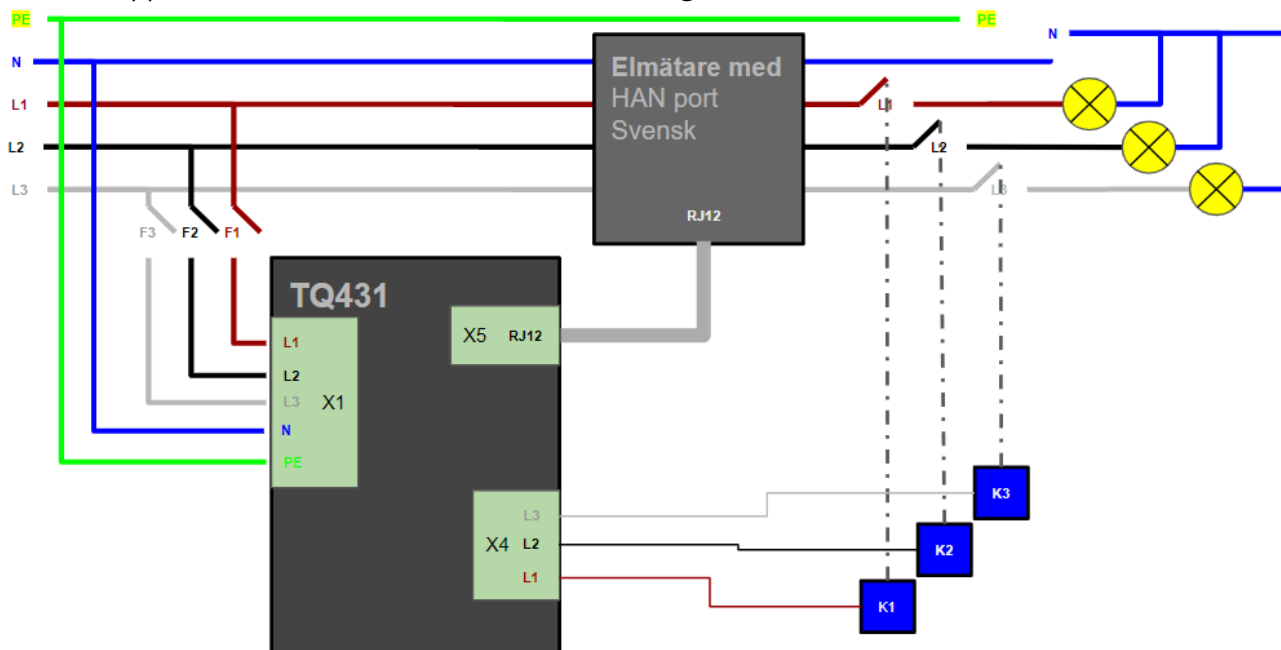 PE
PE
N
N
Elmätare med
HAN port
Svensk
L1
L1
L2
L2
L3
L3
RJ12
F3
F2
F1
TQ431
X5
RJ12
L1
L2
L3
X1
N
PE
K3
L3
X4
L2
K2
L1
K1